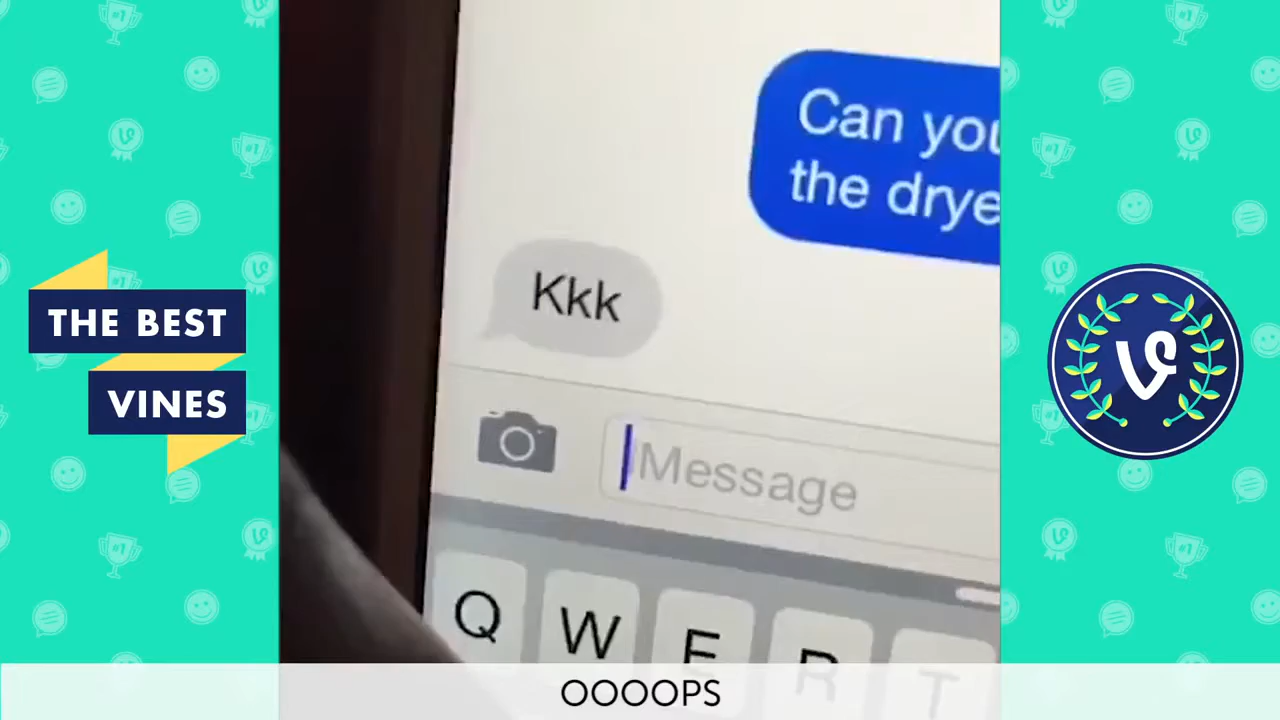 Can you
the drye
Kkk
Message
Q W E R T
THE BEST
VINES
OOOOPS